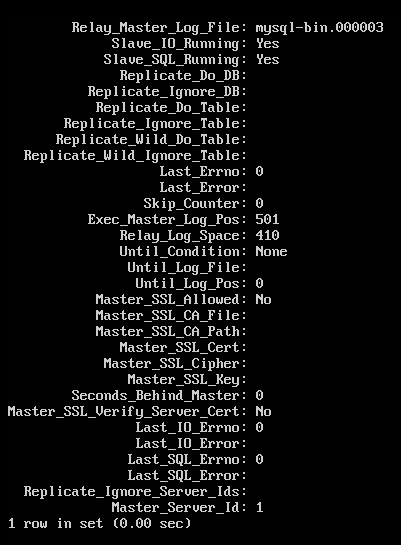 Relay_Master_Log_File: mysql-bin.000003
Slave_IO_Running: Yes
Slave_SQL_Running: Yes
Replicate_Do_DB:
Replicate_Ignore_DB:
Replicate_Do_Table:
Replicate_Ignore_Table:
Replicate_Wild_Do_Table:
Replicate_Wild_Ignore_Table:
Last_Errno: 0
Last_Error:
Skip_Counter: 0
Exec_Master_Log_Pos: 501
Relay_Log_Space: 410
Until_Condition: None
Until_Log_File:
Until_Log_Pos: 0
Master_SSL_Allowed: No
Master_SSL_CA_File:
Master_SSL_CA_Path:
Master_SSL_Cert:
Master_SSL_Cipher:
Master_SSL_Key:
Seconds_Behind_Master: 0
Master_SSL_Verify_Server_Cert: No
Last_IO_Errno: 0
Last_IO_Error:
Last_SQL_Errno: 0
Last_SQL_Error:
Replicate_Ignore_Server_Ids:
Master_Server_Id: 1
1 row in set (0.00 sec)